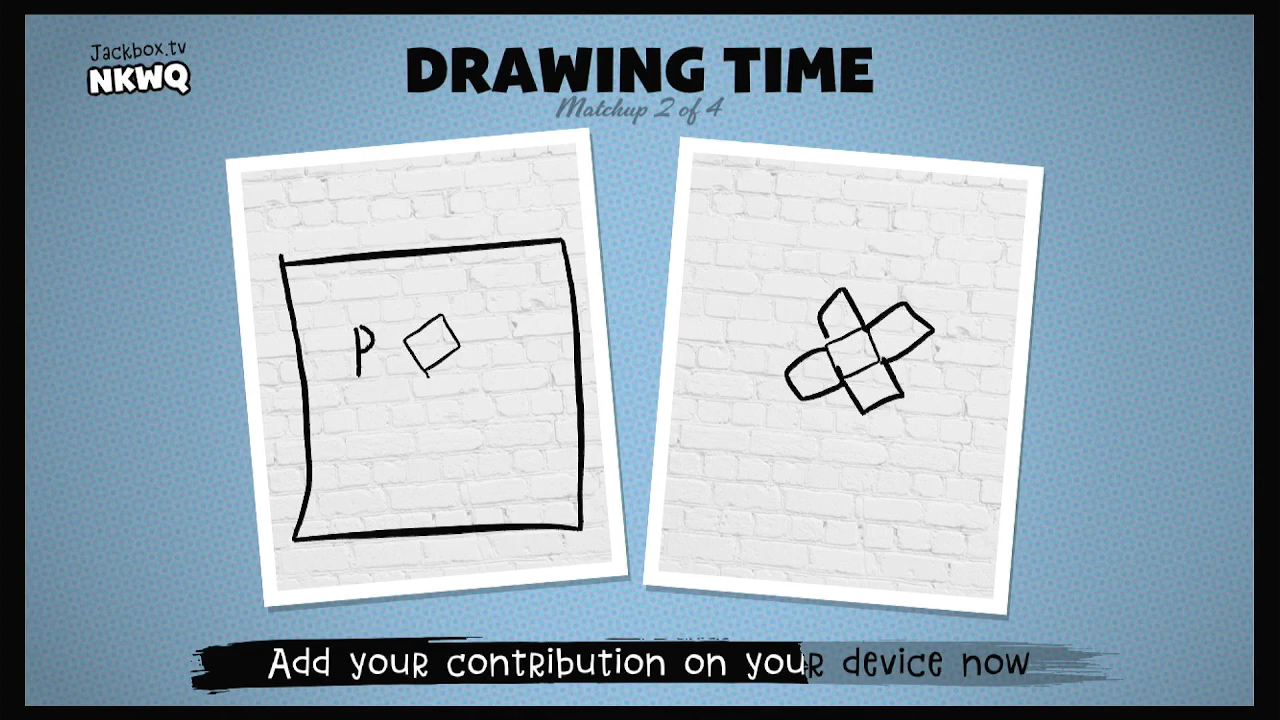 Jackbox.tv
NKWQ
DRAWING TIME
Matchup 2 of 4
P
Add your contribution on your device now